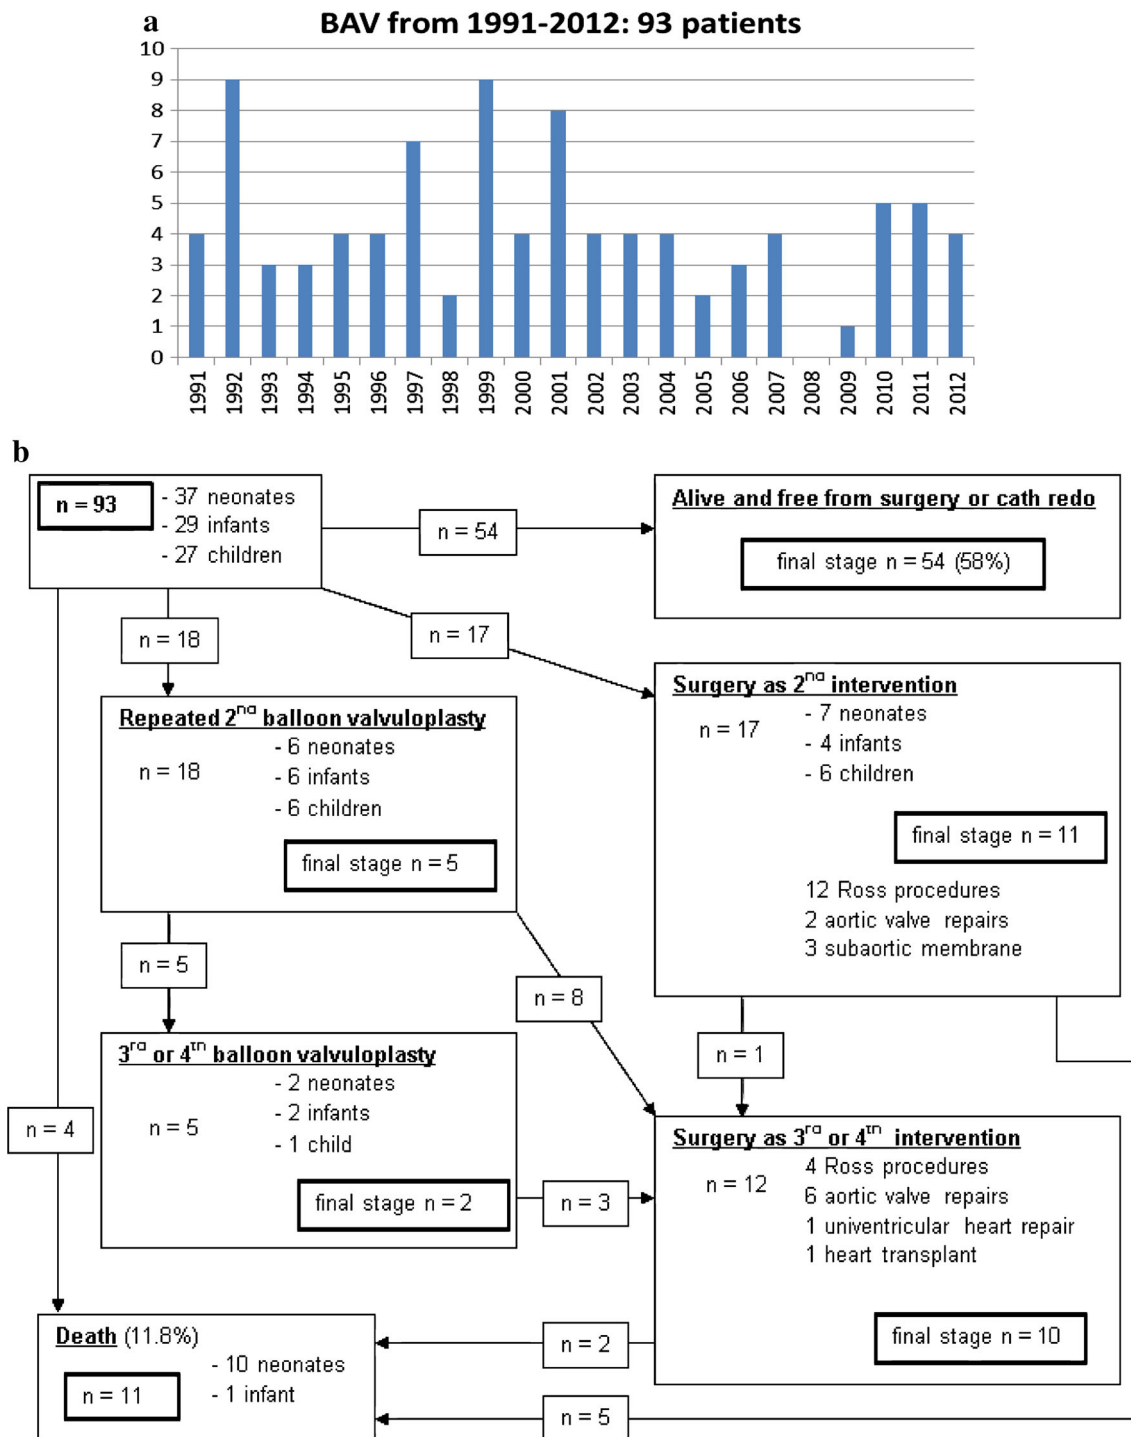 a
BAV from 1991-2012: 93 patients
10
9
8
7
6
5
4
3
2
1
0
1991
1992
1993
1994
1995
1996
1997
1998
1999
2000
2001
2002
2003
2004
2005
2006
2007
2008
2009
2010
2011
2012
b
n = 93
- 37 neonates
- 29 infants
- 27 children
n = 54
Alive and free from surgery or cath redo
final stage n = 54 (58%)
n = 18
n = 17
Repeated 2nd balloon valvuloplasty
n = 18
- 6 neonates
- 6 infants
- 6 children
final stage n = 5
Surgery as 2nd intervention
n = 17
- 7 neonates
- 4 infants
- 6 children
final stage n = 11
12 Ross procedures
2 aortic valve repairs
3 subaortic membrane
n = 5
n = 8
n = 1
3rd or 4th balloon valvuloplasty
n = 5
- 2 neonates
- 2 infants
- 1 child
final stage n = 2
n = 4
n = 3
Surgery as 3rd or 4th intervention
n = 12
4 Ross procedures
6 aortic valve repairs
1 univentricular heart repair
1 heart transplant
final stage n = 10
Death (11.8%)
n = 11
- 10 neonates
- 1 infant
n = 2
n = 5